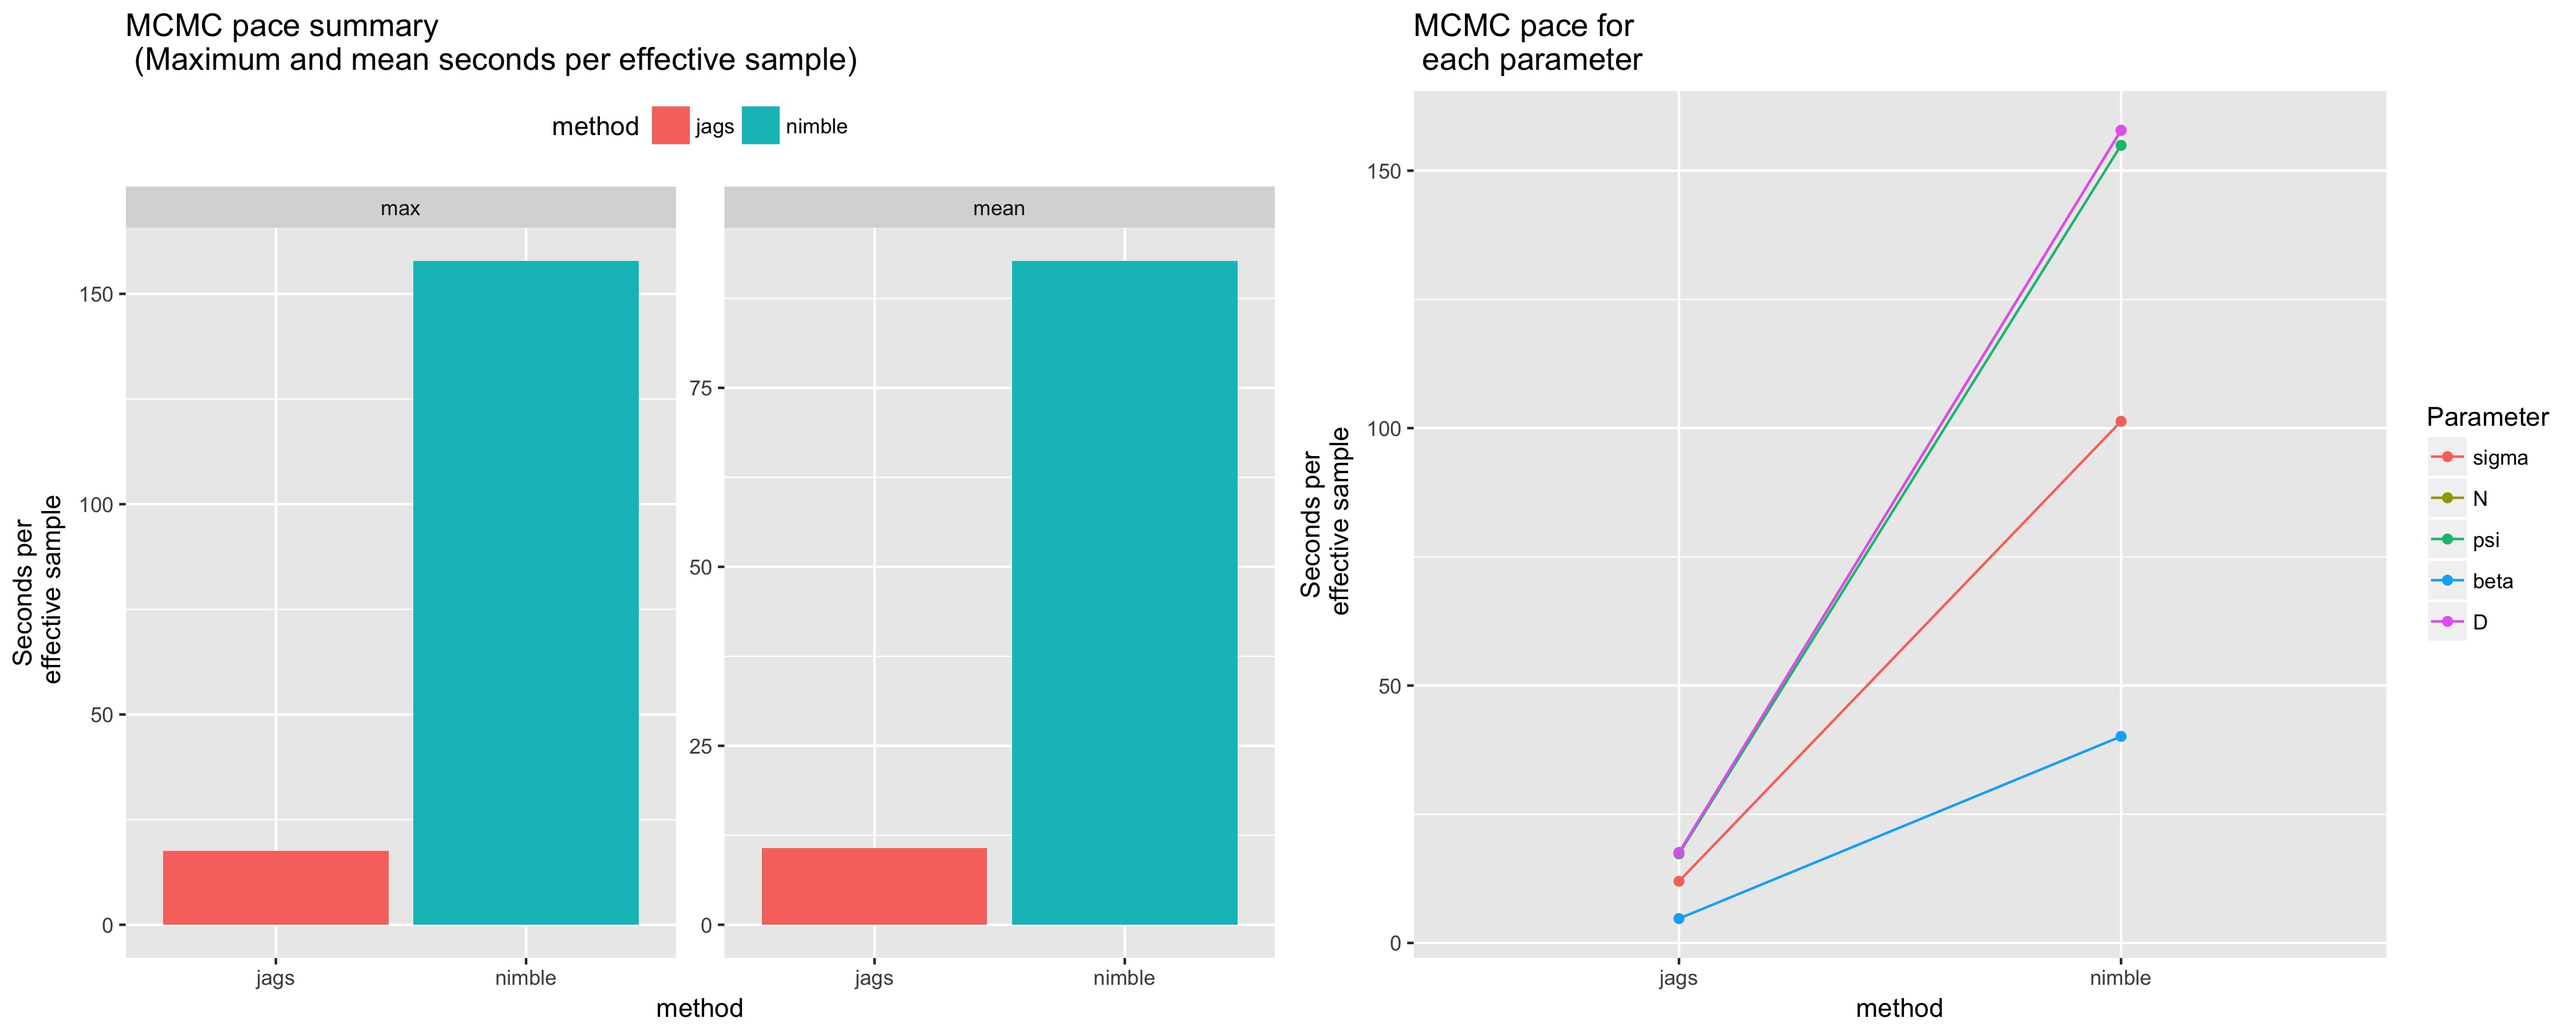 MCMC pace summary
(Maximum and mean seconds per effective sample)
method jags nimble
max
mean
150
100
50
0
75
50
25
0
Seconds per
effective sample
jags
nimble
jags
nimble
method
MCMC pace for
each parameter
150
100
50
0
Seconds per
effective sample
jags
nimble
method
Parameter
sigma
N
psi
beta
D